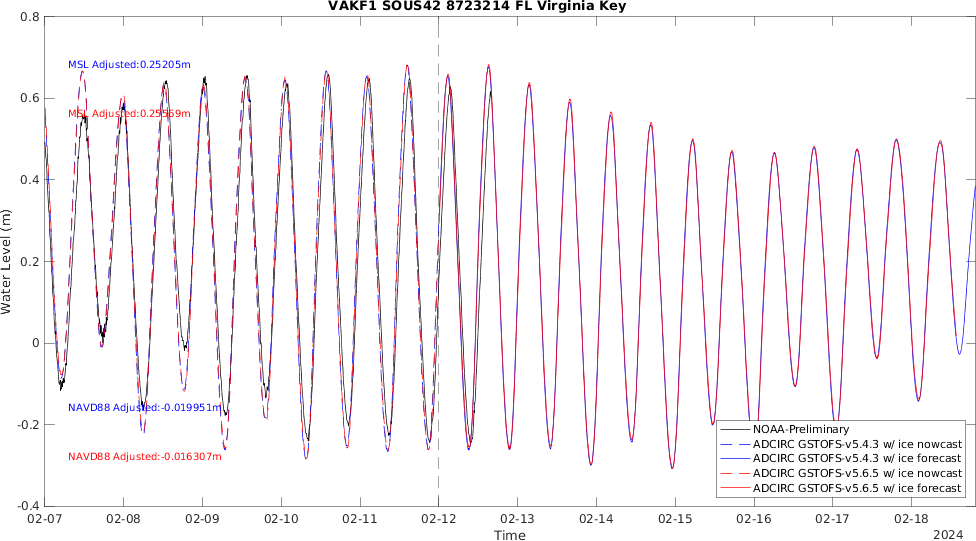 VAKF1 SOUS42 8723214 FL Virginia Key
0.8
0.6
0.4
0.2
0
-0.2
-0.4
Water Level (m)
MSL Adjusted:0.25205m
MSL Adjusted:0.25569m
NAVD88 Adjusted:-0.019951m
NAVD88 Adjusted:-0.016307m
NOAA-Preliminary
ADCIRC GSTOFS-v5.4.3 w/ ice nowcast
ADCIRC GSTOFS-v5.4.3 w/ ice forecast
ADCIRC GSTOFS-v5.6.5 w/ ice nowcast
ADCIRC GSTOFS-v5.6.5 w/ ice forecast
02-07 02-08 02-09 02-10 02-11 02-12 02-13 02-14 02-15 02-16 02-17 02-18
Time
2024